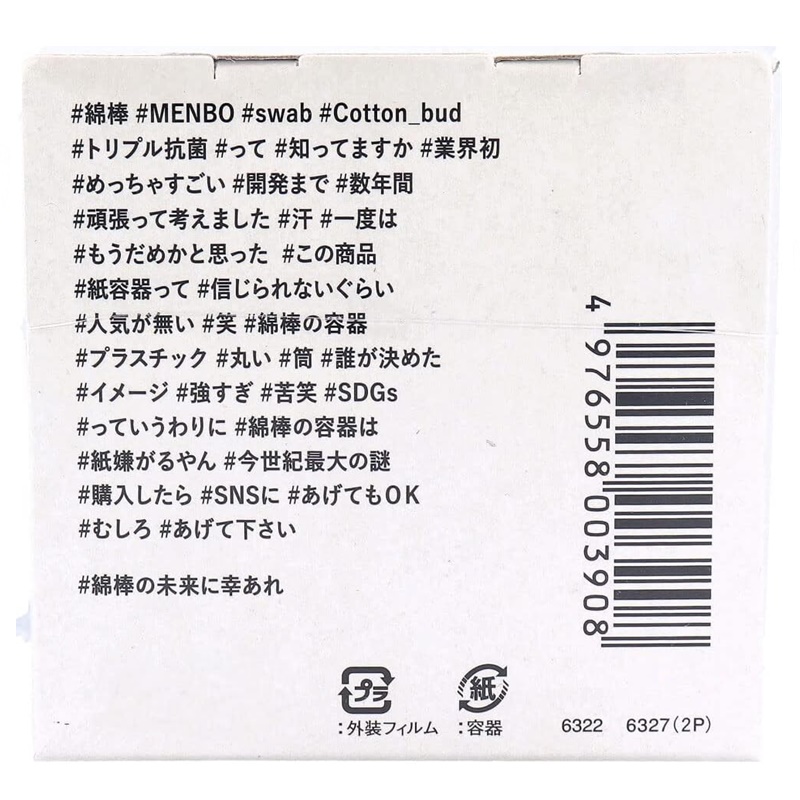 #綿棒 #MENBO #swab #Cotton_bud
#トリプル抗菌 #って #知ってますか #業界初
#めっちゃすごい #開発まで #数年間
#頑張って考えました #汗 #一度は
#もうだめかと思った #この商品
#紙容器って #信じられないぐらい
#人気が無い #笑 #綿棒の容器
#プラスチック #丸い #筒 #誰が決めた
#イメージ #強すぎ #苦笑 #SDGs
#っていうわりに #綿棒の容器は
#紙嫌がるやん #今世紀最大の謎
#購入したら #SNSに #あげてもOK
#むしろ #あげて下さい
#綿棒の未来に幸あれ
4 976558 003908
プラ
:外装フィルム
紙
:容器
6322 6327(2P)